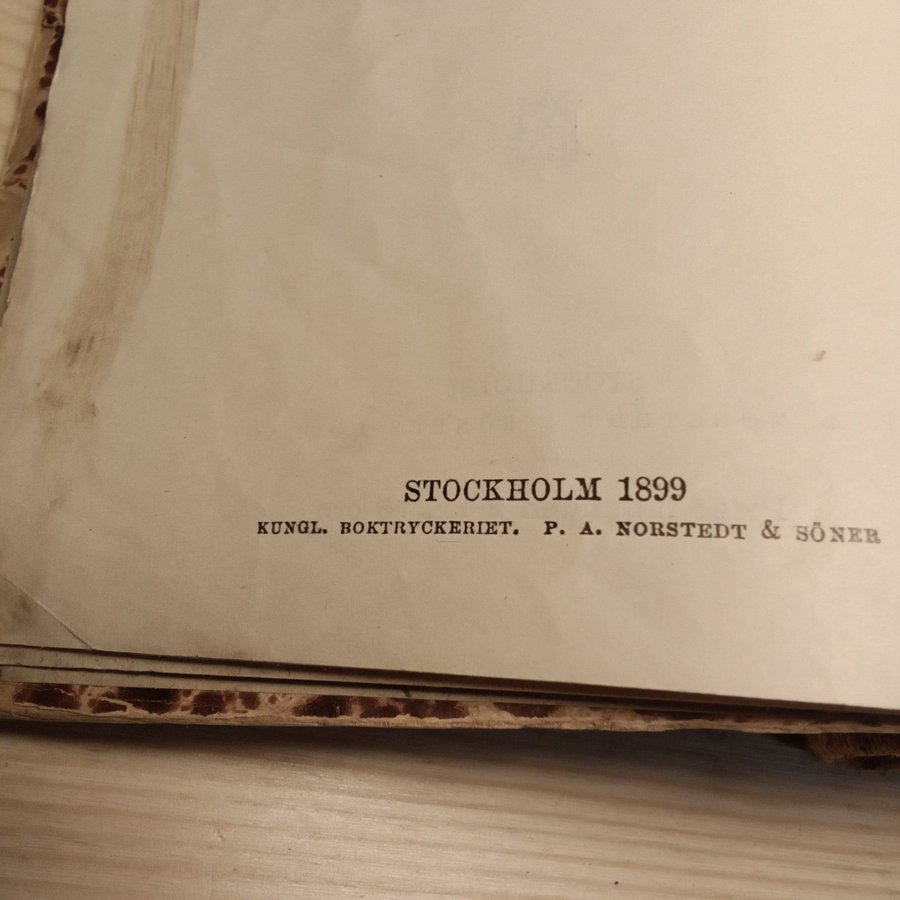 STOCKHOLM 1899
KUNGL. BOKTRYCKERIET. P. A. NORSTEDT & SÖNER